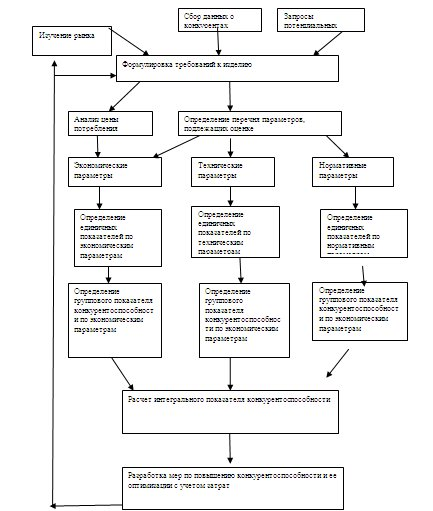 Сбор данных о
конкурентах
Запросы
потенциальных
Изучение рынка
Формулировка требований к изделию
Анализ цены
потребления
Определение перечня параметров,
подлежащих оценке
Экономические
параметры
Технические
параметры
Нормативные
параметры
Определение
единичных
показателей по
экономическим
параметрам
Определение
единичных
показателей по
техническим
параметрам
Определение
единичных
показателей по
нормативным
Определение
группового показателя
конкурентоспособност
и по экономическим
параметрам
Определение
группового
показателя
конкурентоспособнос
ти по экономическим
параметрам
Определение
группового показателя
конкурентоспособност
и по экономическим
параметрам
Расчет интегрального показателя конкурентоспособности
Разработка мер по повышению конкурентоспособности и ее
оптимизации с учетом затрат